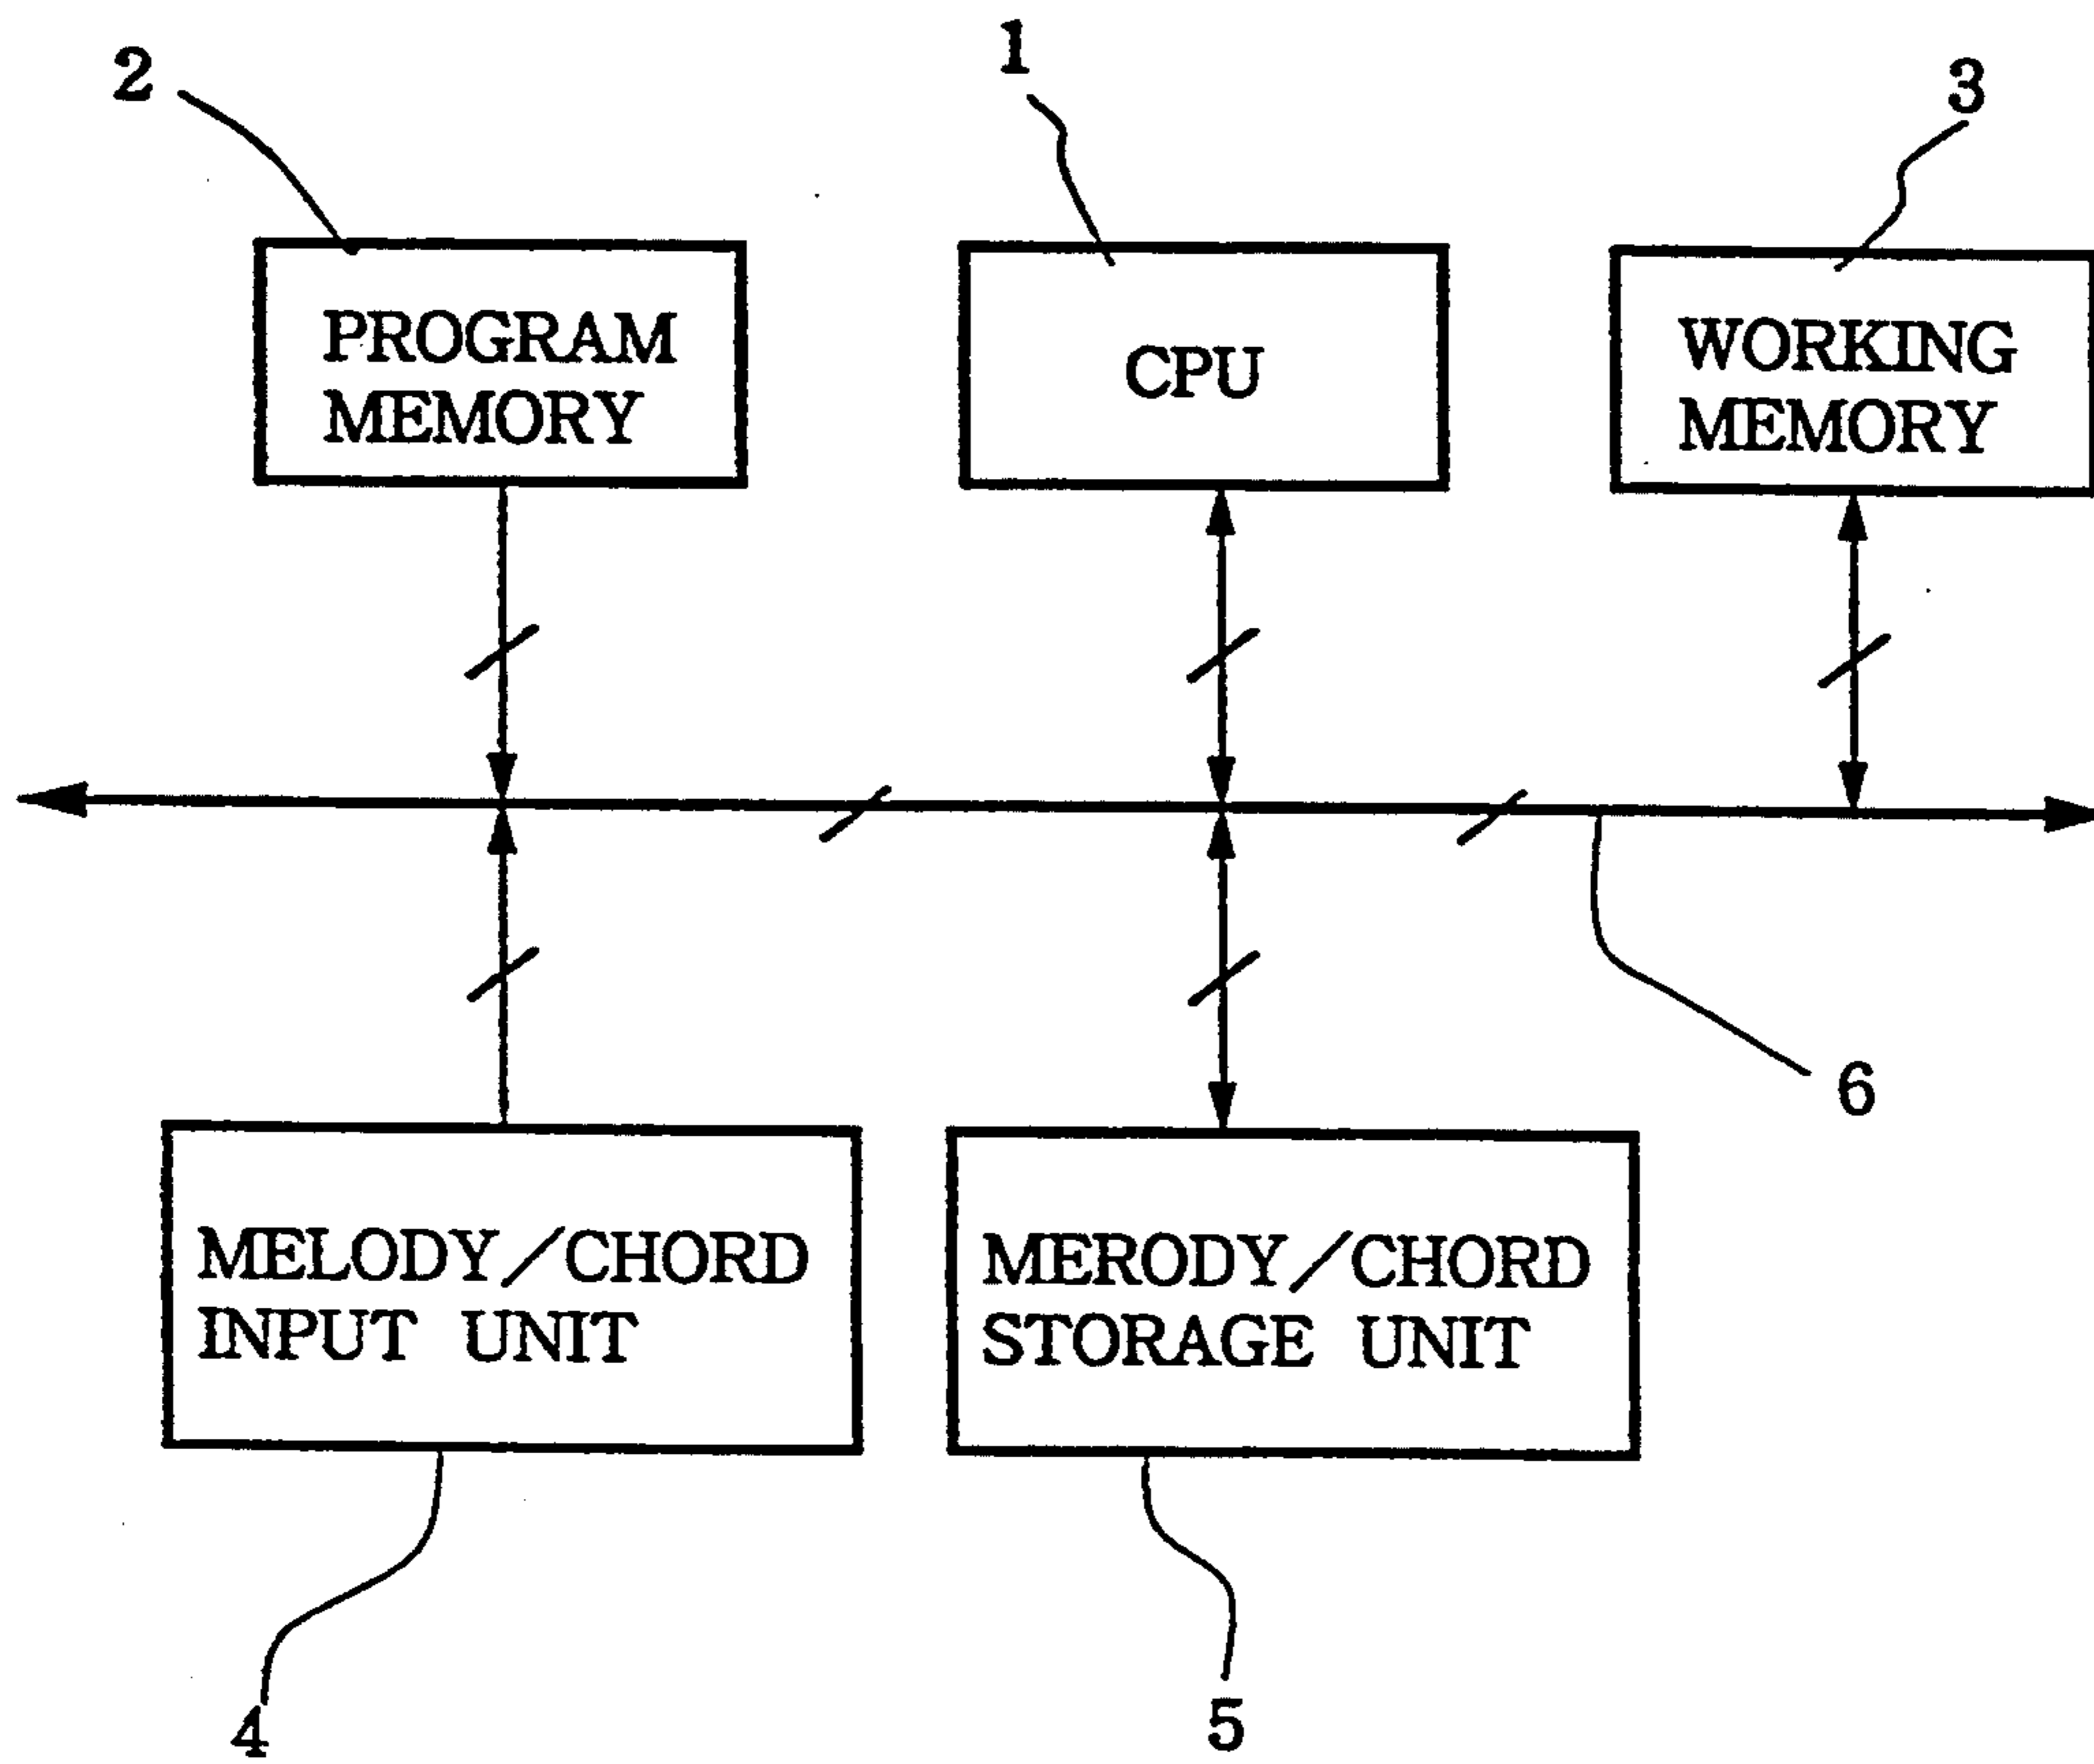 2
1
3
PROGRAM
MEMORY
CPU
WORKING
MEMORY
6
MELODY/CHORD
INPUT UNIT
MERODY/CHORD
STORAGE UNIT
4
5